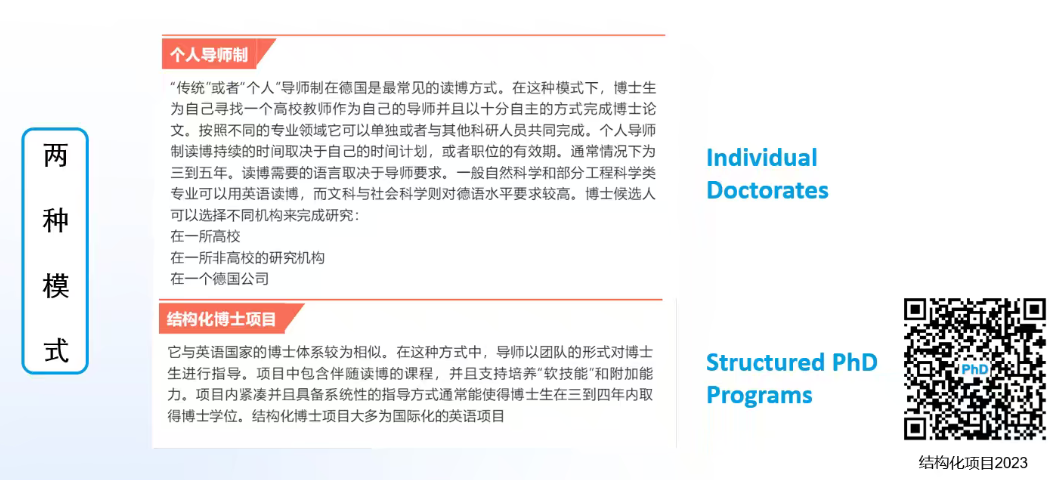 两种模式
个人导师制
“传统”或者“个人”导师制在德国是最常见的读博方式。在这种模式下，博士生
为自己寻找一个高校教师作为自己的导师并且以十分自主的方式完成博士论
文。按照不同的专业领域它可以单独或者与其他科研人员共同完成。个人导师
制读博持续的时间取决于自己的时间计划，或者职位的有效期。通常情况下为
三到五年。读博需要的语言取决于导师要求。一般自然科学和部分工程科学类
专业可以用英语读博，而文科与社会科学则对德语水平要求较高。博士候选人
可以选择不同机构来完成研究：
在一所高校
在一所非高校的研究机构
在一个德国公司
Individual
Doctorates
结构化博士项目
它与英语国家的博士体系较为相似。在这种方式中，导师以团队的形式对博士
生进行指导。项目中包含伴随读博的课程，并且支持培养“软技能”和附加能
力。项目内紧凑并且具备系统性的指导方式通常能使得博士生在三到四年内取
得博士学位。结构化博士项目大多为国际化的英语项目
Structured PhD
Programs
PhD
结构化项目2023